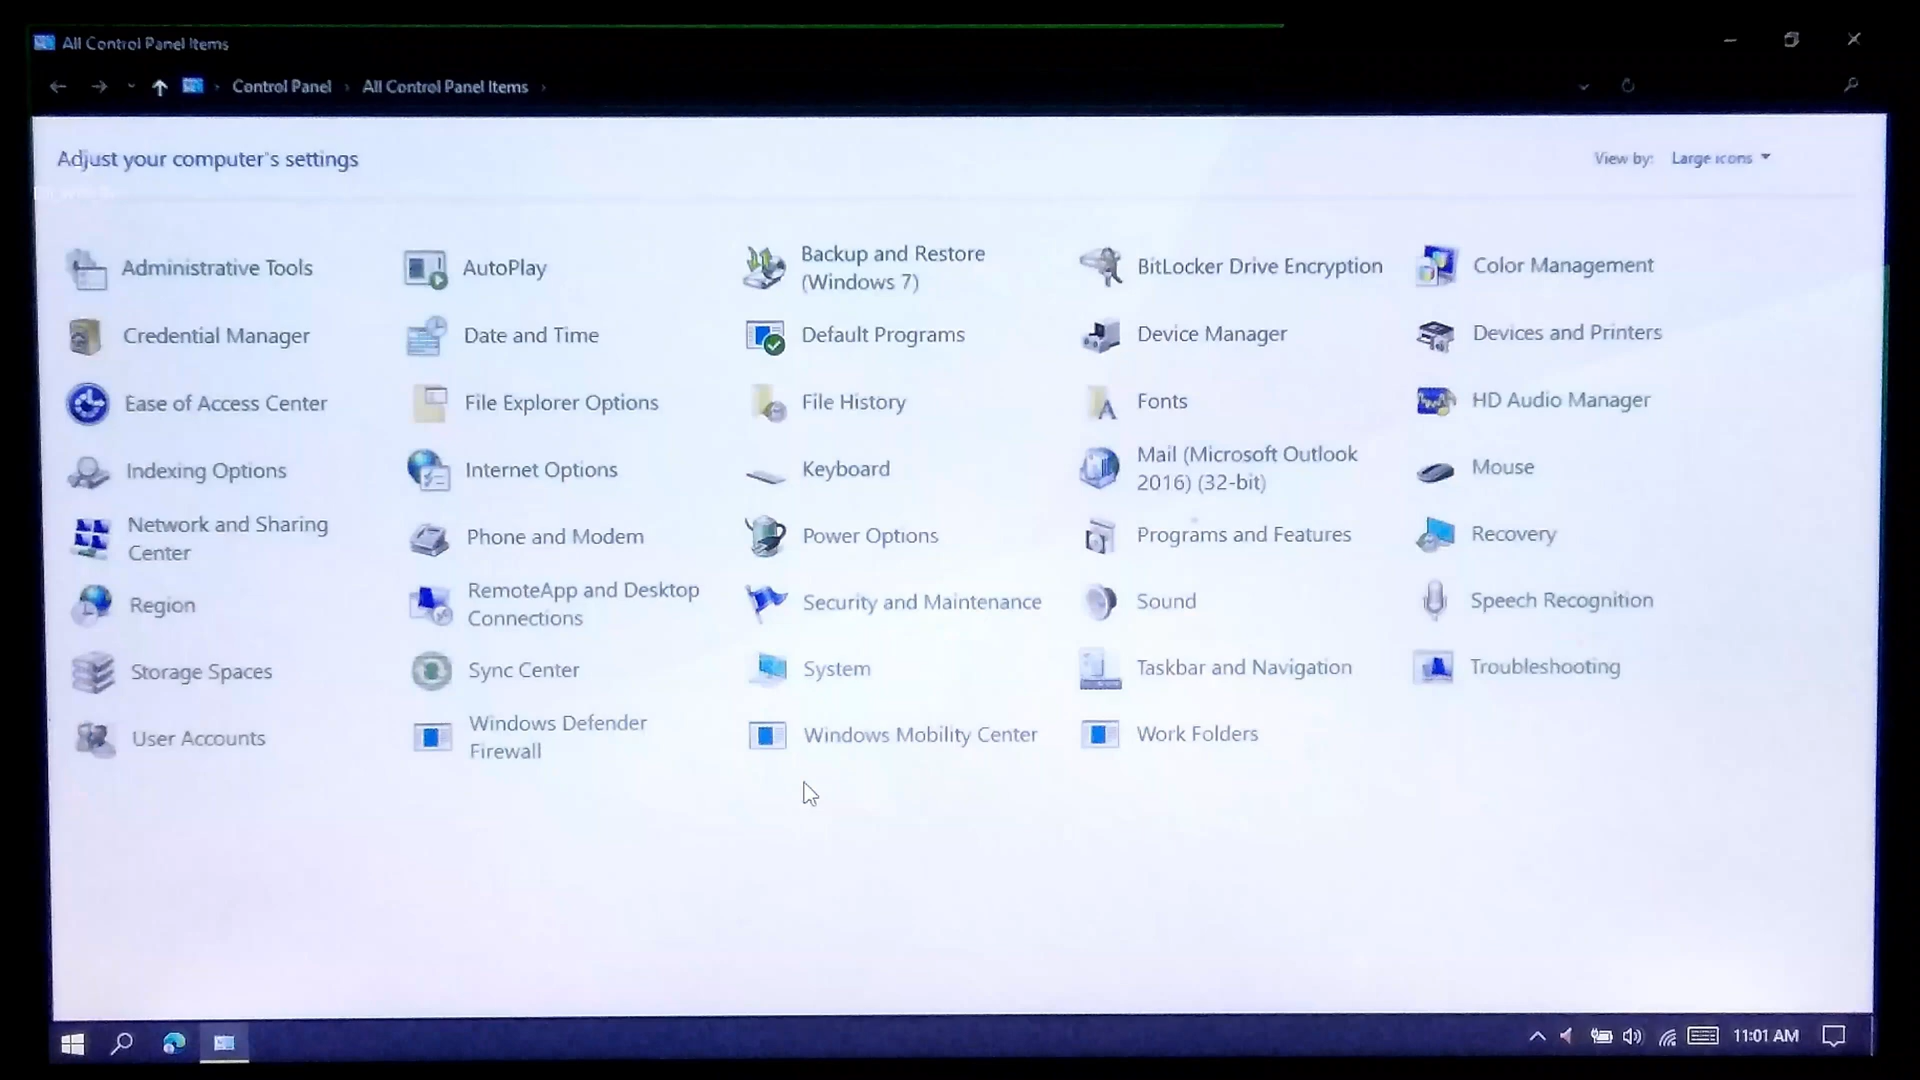 All Control Panel Items
Control Panel › All Control Panel Items ›
Adjust your computer's settings
View by: Large icons
Administrative Tools
AutoPlay
Backup and Restore
(Windows 7)
BitLocker Drive Encryption
Color Management
Credential Manager
Date and Time
Default Programs
Device Manager
Devices and Printers
Ease of Access Center
File Explorer Options
File History
Fonts
HD Audio Manager
Indexing Options
Internet Options
Keyboard
Mail (Microsoft Outlook
2016) (32-bit)
Mouse
Network and Sharing
Center
Phone and Modem
Power Options
Programs and Features
Recovery
Region
RemoteApp and Desktop
Connections
Security and Maintenance
Sound
Speech Recognition
Storage Spaces
Sync Center
System
Taskbar and Navigation
Troubleshooting
User Accounts
Windows Defender
Firewall
Windows Mobility Center
Work Folders
11:01 AM